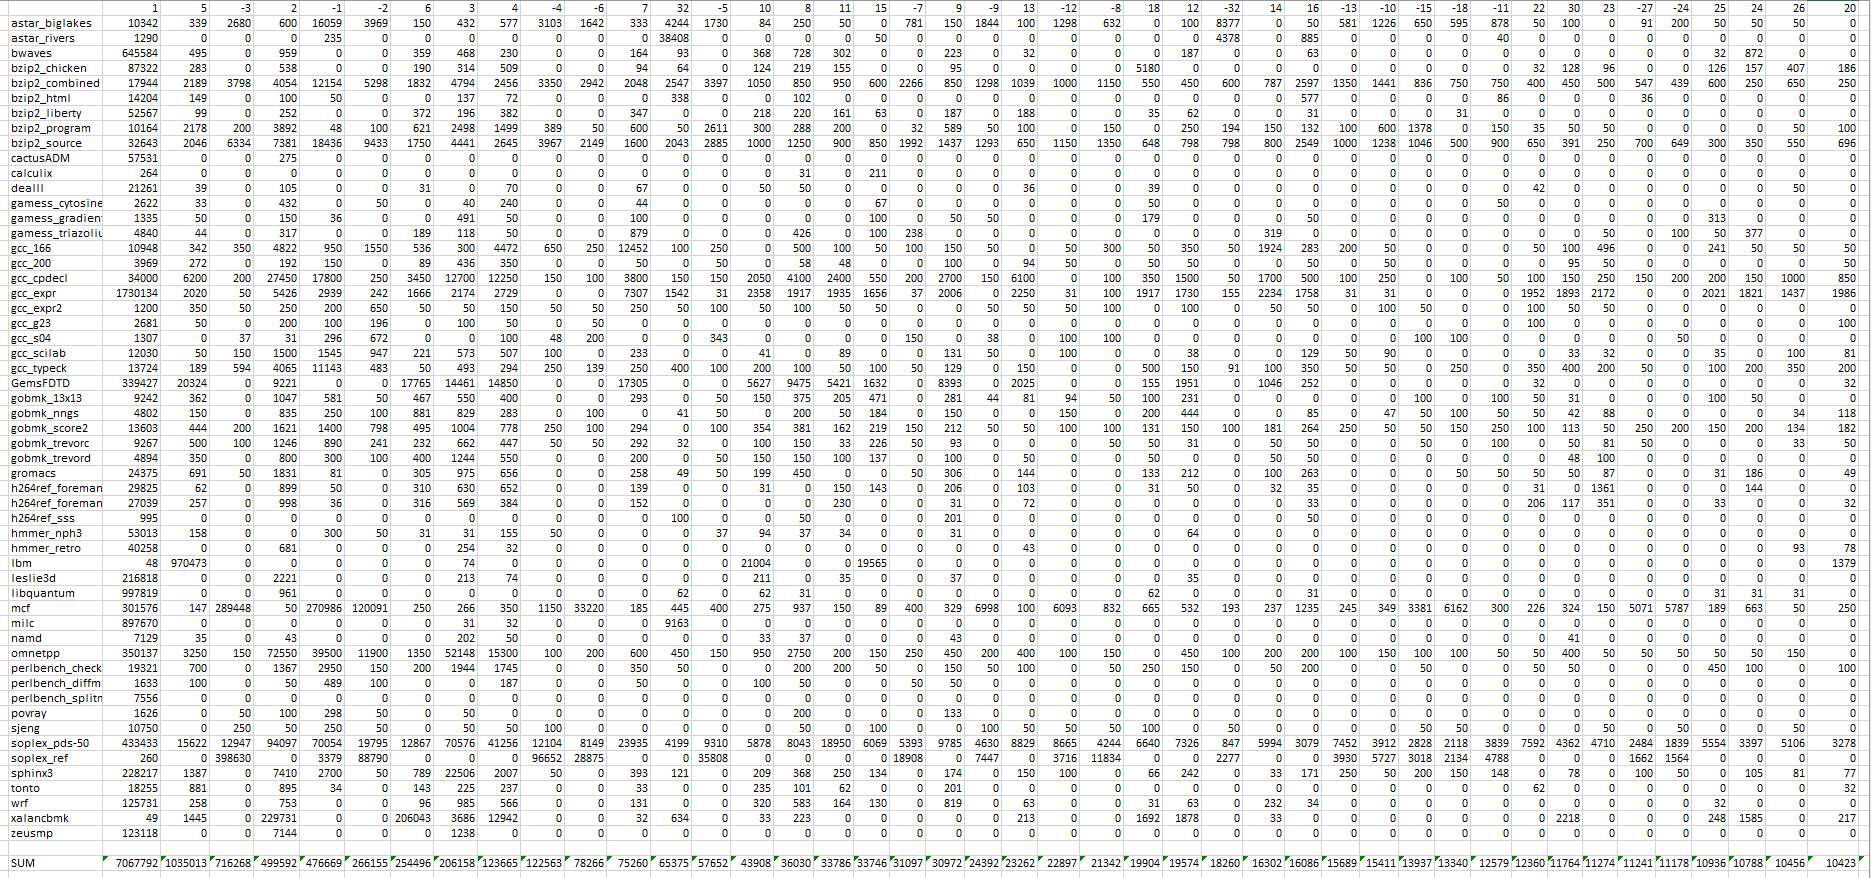 1 5 -3 2 -1 -2 6 3 4 -4 -6 7 32 -5 10 8 11 15 -7 9 -9 13 -12 -8 18 12 -32 14 16 -13 -10 -15 -18 -11 22 30 23 -27 -24 25 24 26 20
astar_biglakes 10342 339 2680 600 16059 3969 150 432 577 3103 1642 333 4244 1730 84 250 50 0 781 150 1844 100 1298 632 0 100 8377 0 50 581 1226 650 595 878 50 100 0 91 200 50 50 50 0
astar_rivers 1290 0 0 0 235 0 0 0 0 0 0 0 38408 0 0 0 0 50 0 0 0 0 0 0 0 0 4378 0 885 0 0 0 0 40 0 0 0 0 0 0 0 0 0
bwaves 645584 495 0 959 0 0 359 468 230 0 0 164 93 0 368 728 302 0 0 223 0 32 0 0 0 187 0 0 63 0 0 0 0 0 0 0 0 0 0 32 872 0 0
bzip2_chicken 87322 283 0 538 0 0 190 314 509 0 0 94 64 0 124 219 155 0 0 95 0 0 0 0 5180 0 0 0 0 0 0 0 0 0 32 128 96 0 0 126 157 407 186
bzip2_combined 17944 2189 3798 4054 12154 5298 1832 4794 2456 3350 2942 2048 2547 3397 1050 850 950 600 2266 850 1298 1039 1000 1150 550 450 600 787 2597 1350 1441 836 750 750 400 450 500 547 439 600 250 650 250
bzip2_html 14204 149 0 100 50 0 0 137 72 0 0 0 338 0 0 102 0 0 0 0 0 0 0 0 0 0 0 0 577 0 0 0 0 86 0 0 0 36 0 0 0 0 0
bzip2_liberty 52567 99 0 252 0 0 372 196 382 0 0 347 0 0 218 220 161 63 0 187 0 188 0 0 35 62 0 0 31 0 0 0 31 0 0 0 0 0 0 0 0 0 0
bzip2_program 10164 2178 200 3892 48 100 621 2498 1499 389 50 600 50 2611 300 288 200 0 32 589 50 100 0 150 0 250 194 150 132 100 600 1378 0 150 35 50 50 0 0 0 0 50 100
bzip2_source 32643 2046 6334 7381 18436 9433 1750 4441 2645 3967 2149 1600 2043 2885 1000 1250 900 850 1992 1437 1293 650 1150 1350 648 798 798 800 2549 1000 1238 1046 500 900 650 391 250 700 649 300 350 550 696
cactusADM 57531 0 0 275 0 0 0 0 0 0 0 0 0 0 0 0 0 0 0 0 0 0 0 0 0 0 0 0 0 0 0 0 0 0 0 0 0 0 0 0 0 0 0
calculix 264 0 0 0 0 0 0 0 0 0 0 0 0 0 0 31 0 211 0 0 0 0 0 0 0 0 0 0 0 0 0 0 0 0 0 0 0 0 0 0 0 0 0
dealII 21261 39 0 105 0 0 31 0 70 0 0 67 0 0 50 50 0 0 0 0 0 36 0 0 39 0 0 0 0 0 0 0 0 0 42 0 0 0 0 0 0 50 0
gamess_cytosine 2622 33 0 432 0 50 0 40 240 0 0 44 0 0 0 0 0 67 0 0 0 0 0 0 50 0 0 0 0 0 0 0 0 50 0 0 0 0 0 0 0 0 0
gamess_gradien 1335 50 0 150 36 0 0 491 50 0 0 100 0 0 0 0 0 100 0 50 50 0 0 0 179 0 0 0 50 0 0 0 0 0 0 0 0 0 0 313 0 0 0
gamess_triazoliu 4840 44 0 317 0 0 189 118 50 0 0 879 0 0 0 426 0 100 238 0 0 0 0 0 0 0 0 319 0 0 0 0 0 0 0 0 50 0 100 50 377 0 0
gcc_166 10948 342 350 4822 950 1550 536 300 4472 650 250 12452 100 250 0 500 100 50 100 150 50 0 50 300 50 350 50 1924 283 200 50 0 0 0 50 100 496 0 0 241 50 50 50
gcc_200 3969 272 0 192 150 0 89 436 350 0 0 50 0 50 0 58 48 0 0 100 0 94 50 0 50 50 0 50 50 0 50 0 0 0 0 95 50 0 0 0 0 0 50
gcc_cpdecl 34000 6200 200 27450 17800 250 3450 12700 12250 150 100 3800 150 150 2050 4100 2400 550 200 2700 150 6100 0 100 350 1500 50 1700 500 100 250 0 100 50 100 150 250 150 200 200 150 1000 850
gcc_expr 1730134 2020 50 5426 2939 242 1666 2174 2729 0 0 7307 1542 31 2358 1917 1935 1656 37 2006 0 2250 31 100 1917 1730 155 2234 1758 31 31 0 0 0 1952 1893 2172 0 0 2021 1821 1437 1986
gcc_expr2 1200 350 50 250 200 650 50 50 150 50 50 250 50 100 50 100 50 50 0 100 0 50 50 100 0 100 0 50 50 0 100 50 0 0 100 50 50 0 0 0 0 0 0
gcc_g23 2681 50 0 200 100 196 0 100 50 0 50 0 0 0 0 0 0 0 0 0 0 0 0 0 0 0 0 0 0 0 0 0 0 0 100 0 0 0 0 0 0 0 100
gcc_s04 1307 0 37 31 296 672 0 0 100 48 200 0 0 343 0 0 0 0 150 0 38 0 100 100 0 0 0 0 0 0 0 100 100 0 0 0 0 0 50 0 0 0 0
gcc_scilab 12030 50 150 1500 1545 947 221 573 507 100 0 233 0 0 41 0 89 0 0 131 50 0 100 0 0 38 0 0 129 50 90 0 0 0 0 33 32 0 0 35 0 100 81
gcc_typeck 13724 189 594 4065 11143 483 50 493 294 250 139 250 400 100 200 100 50 100 50 129 0 150 0 0 500 150 91 100 350 50 50 0 250 0 350 400 200 50 0 100 200 350 200
GemsFDTD 339427 20324 0 9221 0 0 17765 14461 14850 0 0 17305 0 0 5627 9475 5421 1632 0 8393 0 2025 0 0 155 1951 0 1046 252 0 0 0 0 0 32 0 0 0 0 0 0 0 32
gobmk_13x13 9242 362 0 1047 581 50 467 550 400 0 0 293 0 50 150 375 205 471 0 281 44 81 94 50 100 231 0 0 0 0 0 100 0 100 50 31 0 0 0 100 50 0 0
gobmk_nngs 4802 150 0 835 250 100 881 829 283 0 100 0 41 50 0 200 50 184 0 150 0 0 150 0 200 444 0 0 85 0 47 50 100 50 50 42 88 0 0 0 0 34 118
gobmk_score2 13603 444 200 1621 1400 798 495 1004 778 250 100 294 0 100 354 381 162 219 150 212 50 50 100 100 131 150 100 181 264 250 50 50 150 250 100 113 50 250 200 150 200 134 182
gobmk_trevorc 9267 500 100 1246 890 241 232 662 447 50 50 292 32 0 100 150 33 226 50 93 0 0 0 50 50 31 0 50 50 0 0 0 0 100 0 50 81 50 0 0 0 33 50
gobmk_trevord 4894 350 0 800 300 100 400 1244 550 0 0 200 0 50 150 150 100 137 0 100 0 50 0 0 50 50 0 50 50 0 0 0 0 0 0 48 100 0 0 0 0 0 0
gromacs 24375 691 50 1831 81 0 305 975 656 0 0 258 49 50 199 450 0 0 50 306 0 144 0 0 133 212 0 100 263 0 0 0 50 50 50 50 87 0 0 31 186 0 49
h264ref_foreman 29825 62 0 899 50 0 310 630 652 0 0 139 0 0 31 0 150 143 0 206 0 103 0 0 31 50 0 32 35 0 0 0 0 0 31 0 1361 0 0 0 144 0 0
h264ref_foreman 27039 257 0 998 36 0 316 569 384 0 0 152 0 0 0 0 230 0 0 31 0 72 0 0 0 0 0 0 33 0 0 0 0 0 206 117 351 0 0 33 0 0 32
h264ref_sss 995 0 0 0 0 0 0 0 0 0 0 0 100 0 0 50 0 0 0 201 0 0 0 0 0 0 0 0 50 0 0 0 0 0 0 0 0 0 0 0 0 0 0
hmmer_nph3 53013 158 0 0 300 50 31 31 155 50 0 0 0 37 94 37 34 0 0 31 0 0 0 0 0 64 0 0 0 0 0 0 0 0 0 0 0 0 0 0 0 0 0
hmmer_retro 40258 0 0 681 0 0 0 254 32 0 0 0 0 0 0 0 0 0 0 0 0 43 0 0 0 0 0 0 0 0 0 0 0 0 0 0 0 0 0 0 0 93 78
lbm 48 970473 0 0 0 0 0 74 0 0 0 0 0 0 21004 0 0 19565 0 0 0 0 0 0 0 0 0 0 0 0 0 0 0 0 0 0 0 0 0 0 0 0 1379
leslie3d 216818 0 0 2221 0 0 0 213 74 0 0 0 0 0 211 0 35 0 0 37 0 0 0 0 0 35 0 0 0 0 0 0 0 0 0 0 0 0 0 0 0 0 0
libquantum 997819 0 0 961 0 0 0 0 0 0 0 0 62 0 62 31 0 0 0 0 0 0 0 0 62 0 0 0 31 0 0 0 0 0 0 0 0 0 0 31 31 31 0
mcf 301576 147 289448 50 270986 120091 250 266 350 1150 33220 185 445 400 275 937 150 89 400 329 6998 100 6093 832 665 532 193 237 1235 245 349 3381 6162 300 226 324 150 5071 5787 189 663 50 250
milc 897670 0 0 0 0 0 0 31 32 0 0 0 9163 0 0 0 0 0 0 0 0 0 0 0 0 0 0 0 0 0 0 0 0 0 0 0 0 0 0 0 0 0 0
namd 7129 35 0 43 0 0 0 202 50 0 0 0 0 0 33 37 0 0 0 43 0 0 0 0 0 0 0 0 0 0 0 0 0 0 0 41 0 0 0 0 0 0 0
omnetpp 350137 3250 150 72550 39500 11900 1350 52148 15300 100 200 600 450 150 950 2750 200 150 250 450 200 400 100 150 0 450 100 200 200 100 150 100 100 50 50 400 50 50 50 50 50 150 0
perlbench_check 19321 700 0 1367 2950 150 200 1944 1745 0 0 350 50 0 0 200 200 50 0 150 50 100 0 50 250 150 0 50 100 0 0 50 0 0 50 50 0 0 0 450 100 0 100
perlbench_diffm 1633 100 0 50 489 100 0 0 187 0 0 50 0 0 100 50 0 0 50 50 0 0 0 0 0 0 0 0 0 0 0 0 0 0 0 0 0 0 0 0 0 0 0
perlbench_splitn 7556 0 0 0 0 0 0 0 0 0 0 0 0 0 0 0 0 0 0 0 0 0 0 0 0 0 0 0 0 0 0 0 0 0 0 0 0 0 0 0 0 0 0
povray 1626 0 50 100 298 50 0 50 0 0 0 0 0 0 0 200 0 0 0 133 0 0 0 0 0 0 0 0 0 0 0 0 0 0 0 0 0 0 0 0 0 0 0
sjeng 10750 0 250 50 250 50 50 50 50 100 0 0 0 0 0 50 0 100 0 0 100 50 50 50 100 0 50 0 0 0 0 50 50 0 0 0 50 0 50 0 0 50 0
soplex_pds-50 433433 15622 12947 94097 70054 19795 12867 70576 41256 12104 8149 23935 4199 9310 5878 8043 18950 6069 5393 9785 4630 8829 8665 4244 6640 7326 847 5994 3079 7452 3912 2828 2118 3839 7592 4362 4710 2484 1839 5554 3397 5106 3278
soplex_ref 260 0 398630 0 3379 88790 0 0 0 96652 28875 0 0 35808 0 0 0 0 18908 0 7447 0 3716 11834 0 0 2277 0 0 3930 5727 3018 2134 4788 0 0 0 1662 1564 0 0 0 0
sphinx3 228217 1387 0 7410 2700 50 789 22506 2007 50 0 393 121 0 209 368 250 134 0 174 0 150 100 0 66 242 0 33 171 250 50 200 150 148 0 78 0 100 50 0 105 81 77
tonto 18255 881 0 895 34 0 143 225 237 0 0 33 0 0 235 101 62 0 0 201 0 0 0 0 0 0 0 0 0 0 0 0 0 0 62 0 0 0 0 0 0 0 32
wrf 125731 258 0 753 0 0 96 985 566 0 0 131 0 0 320 583 164 130 0 819 0 63 0 0 31 63 0 232 34 0 0 0 0 0 0 0 0 0 0 32 0 0 0
xalancbmk 49 1445 0 229731 0 0 206043 3686 12942 0 0 32 634 0 33 223 0 0 0 0 0 213 0 0 1692 1878 0 33 0 0 0 0 0 0 0 2218 0 0 0 248 1585 0 217
zeusmp 123118 0 0 7144 0 0 0 1238 0 0 0 0 0 0 0 0 0 0 0 0 0 0 0 0 0 0 0 0 0 0 0 0 0 0 0 0 0 0 0 0 0 0 0
SUM 7067792 1035013 716268 499592 476669 266155 254496 206158 123665 122563 78266 75260 65375 57652 43908 36030 33786 33746 31097 30972 24392 23262 22897 21342 19904 19574 18260 16302 16086 15689 15411 13937 13340 12579 12360 11764 11274 11241 11178 10936 10788 10456 10423